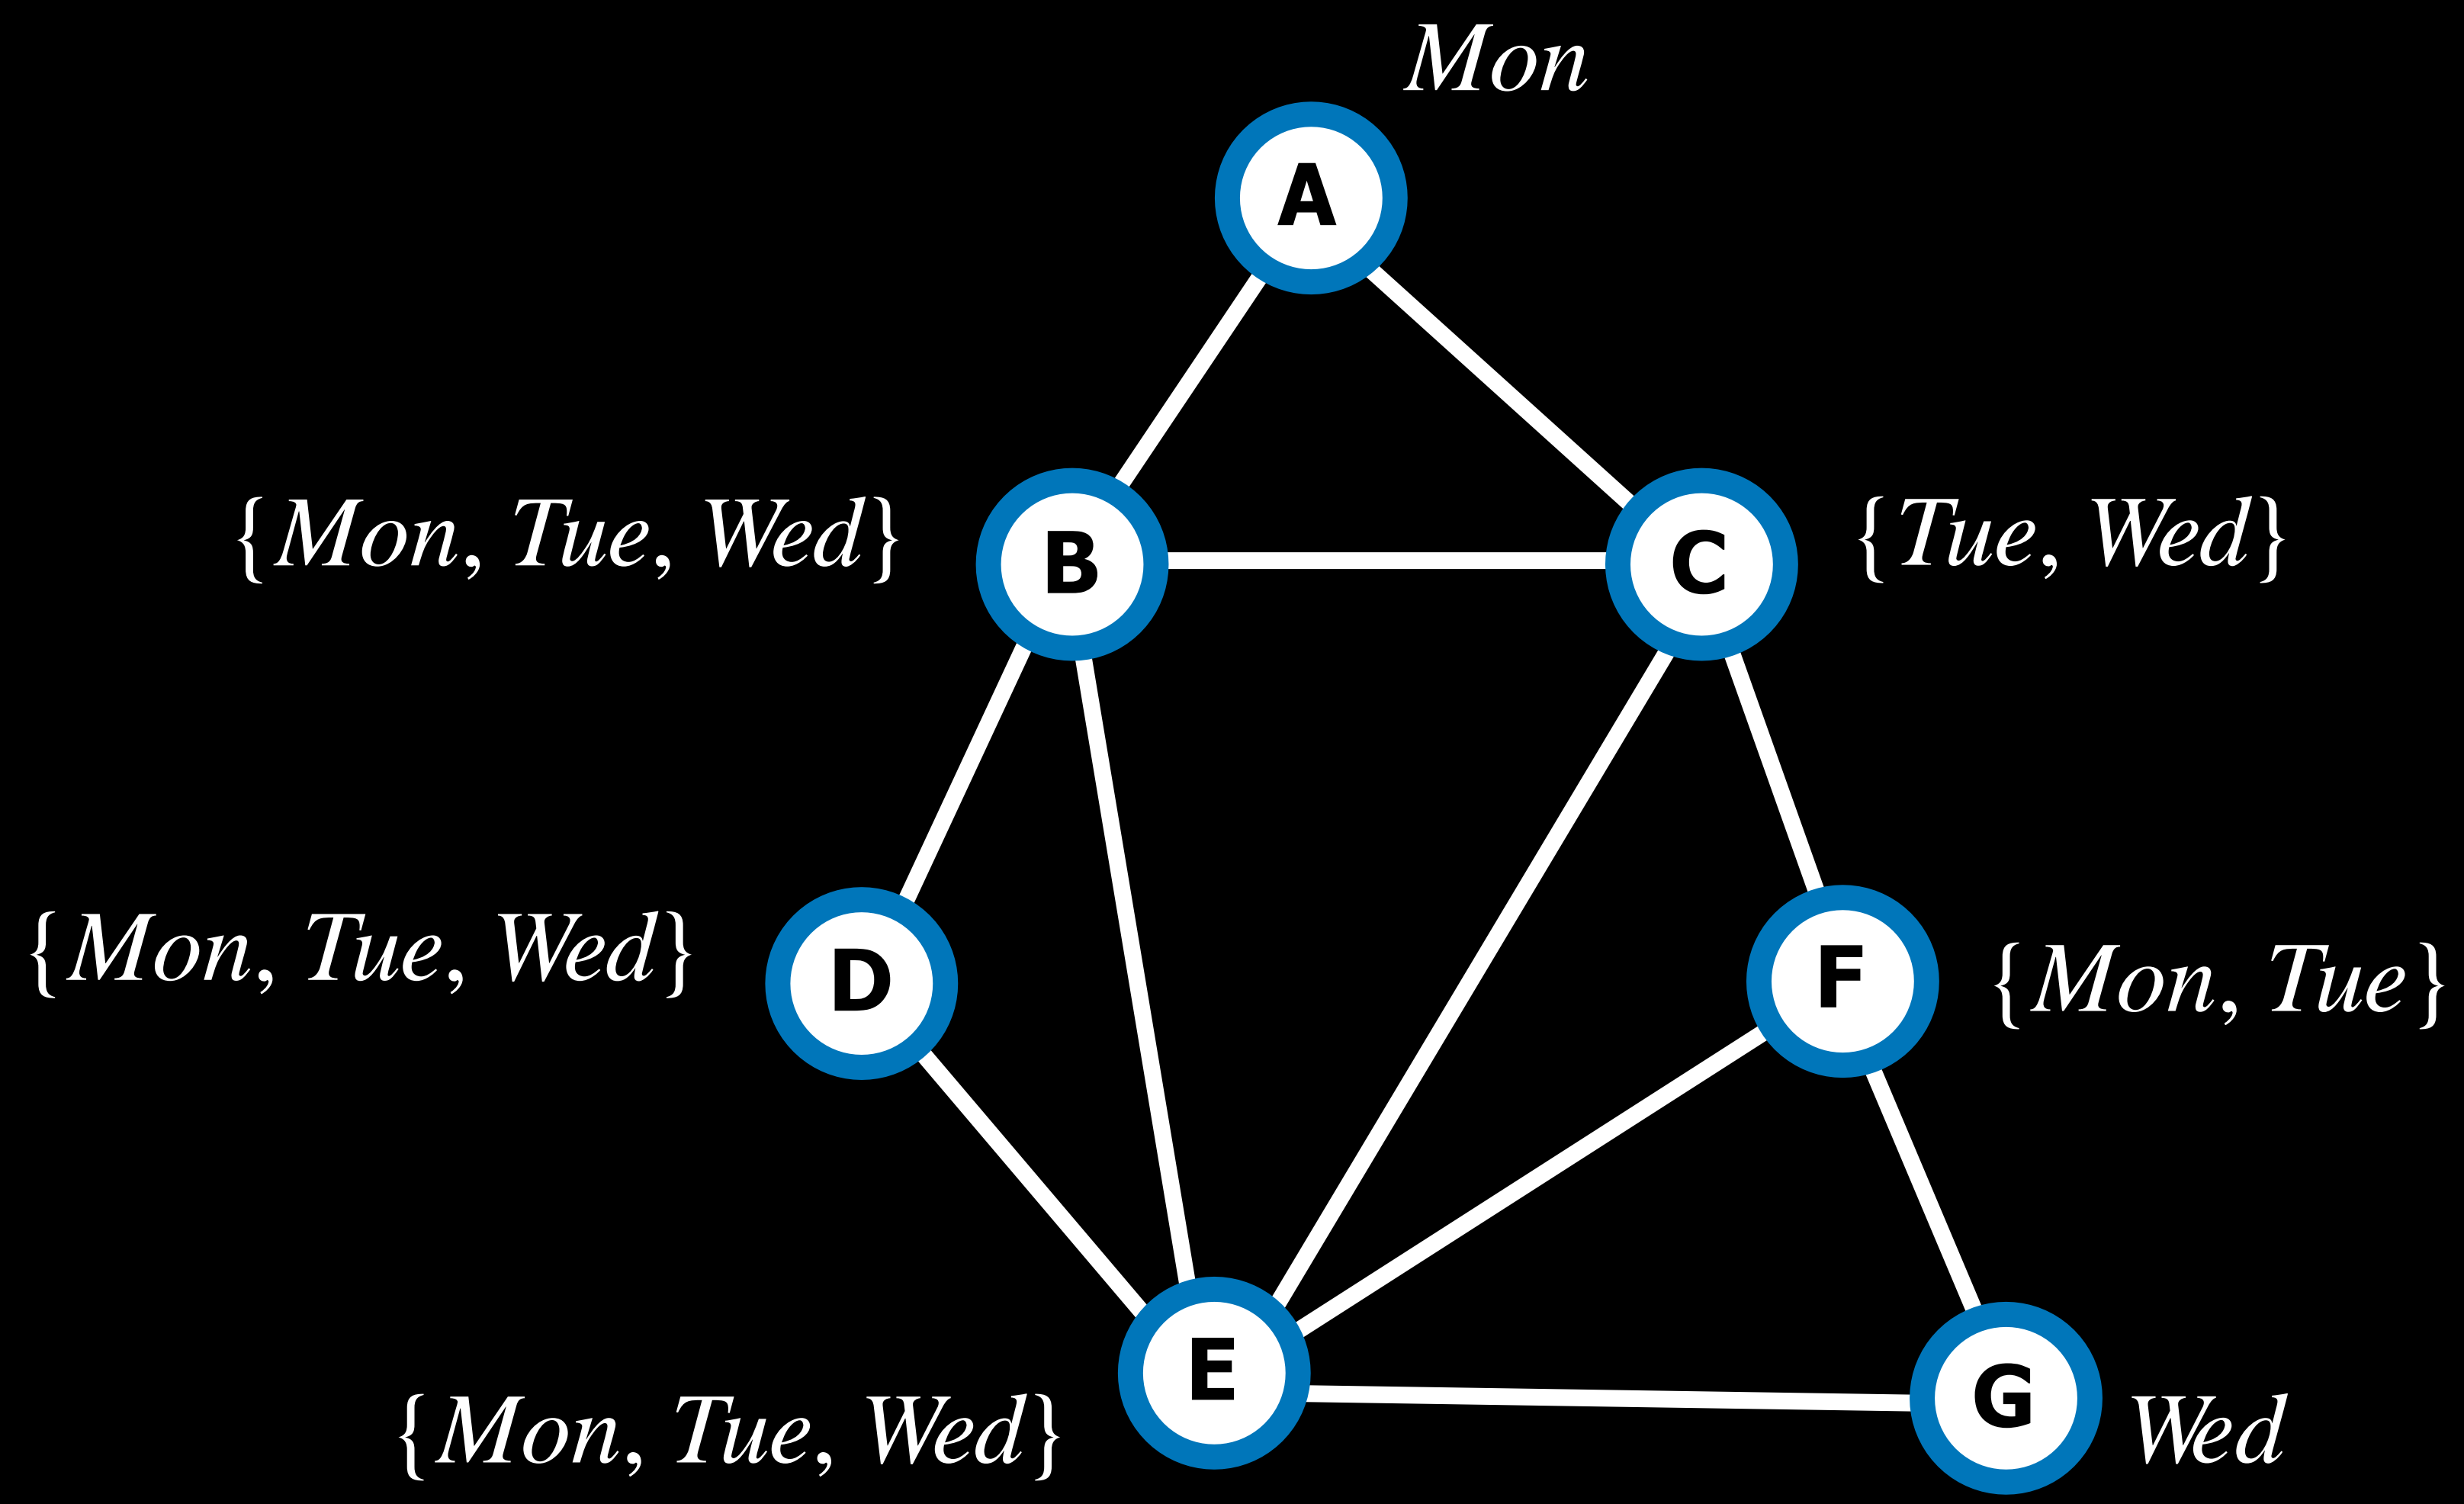 Mon
A
{Mon, Tue, Wed}
B
C
{Tue, Wed}
{Mon, Tue, Wed}
D
F
{Mon, Tue}
E
{Mon, Tue, Wed}
G
Wed